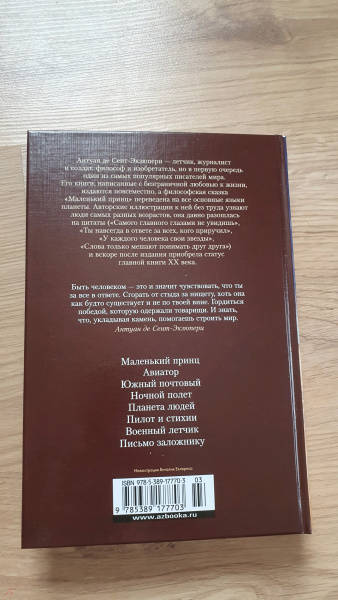 Антуан де Сент-Экзюпери — летчик, журналист
и солдат, философ и изобретатель, но в первую очередь
один из самых популярных писателей мира.
Его книги, написанные с безграничной любовью к жизни,
издаются повсеместно, а философская сказка
«Маленький принц» переведена на все основные языки
планеты. Авторские иллюстрации к ней без труда узнают
люди самых разных возрастов, она давно разошлась
на цитаты («Самого главного глазами не увидишь»,
«Ты навсегда в ответе за всех, кого приручил»,
«У каждого человека свои звезды»,
«Слова только мешают понимать друг друга»)
и вскоре после издания приобрела статус
главной книги XX века.
Быть человеком — это и значит чувствовать, что ты
за все в ответе. Сгорать от стыда за нищету, хоть она
как будто существует и не по твоей вине. Гордиться
победой, которую одержали товарищи. И знать,
что, укладывая камень, помогаешь строить мир.
Антуан де Сент-Экзюпери
Маленький принц
Авиатор
Южный почтовый
Ночной полет
Планета людей
Пилот и стихии
Военный летчик
Письмо заложнику
ISBN 978-5-389-17770-3
03
9 785389 177703
www.azbooka.ru